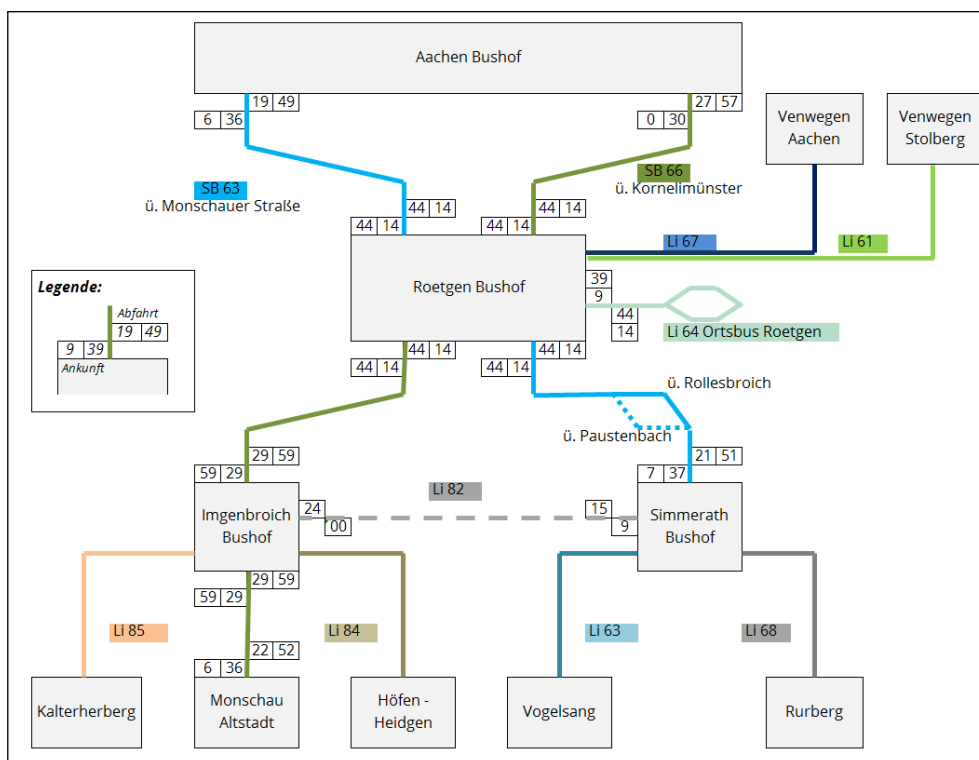 Aachen Bushof
19 49
6 36
27 57
0 30
Venwegen
Aachen
Venwegen
Stolberg
SB 63
ü. Monschauer Straße
SB 66
ü. Kornelimünster
44 14
44 14
44 14
44 14
Li 67
Li 61
Roetgen Bushof
39
9
44
14
Li 64 Ortsbus Roetgen
Legende:
Abfahrt
19 49
9 39
Ankunft
44 14
44 14
44 14
44 14
ü. Rollesbroich
ü. Paustenbach
29 59
59 29
21 51
7 37
Li 82
Imgenbroich
Bushof
24
'00
15
9
Simmerath
Bushof
29 59
59 29
Li 85
Li 84
Li 63
Li 68
22 52
6 36
Kalterherberg
Monschau
Altstadt
Höfen -
Heidgen
Vogelsang
Rurberg